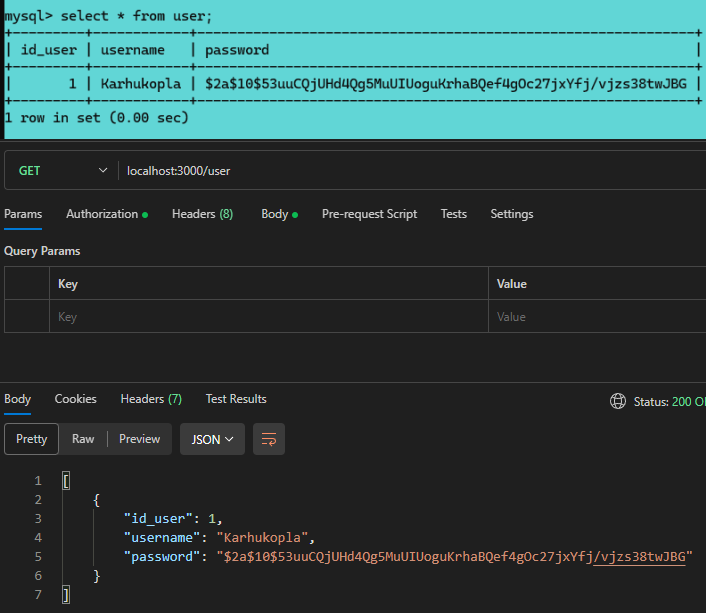 mysql> select * from user;
+---------+-----------+--------------------------------------------------------------+
| id_user | username | password |
+---------+-----------+--------------------------------------------------------------+
| 1 | Karhukopla | $2a$10$53uuCQjUHd4Qg5MuUIUoguKrhaBQef4gOc27jxYfj/vjzs38twJBG |
+---------+-----------+--------------------------------------------------------------+
1 row in set (0.00 sec)
GET localhost:3000/user
Params Authorization Headers (8) Body Pre-request Script Tests Settings
Query Params
Key Value
Key Value
Body Cookies Headers (7) Test Results Status: 200 O
Pretty Raw Preview JSON
1 [
2 {
3 "id_user": 1,
4 "username": "Karhukopla",
5 "password": "$2a$10$53uuCQjUHd4Qg5MuUIUoguKrhaBQef4gOc27jxYfj/vjzs38twJBG"
6 }
7 ]